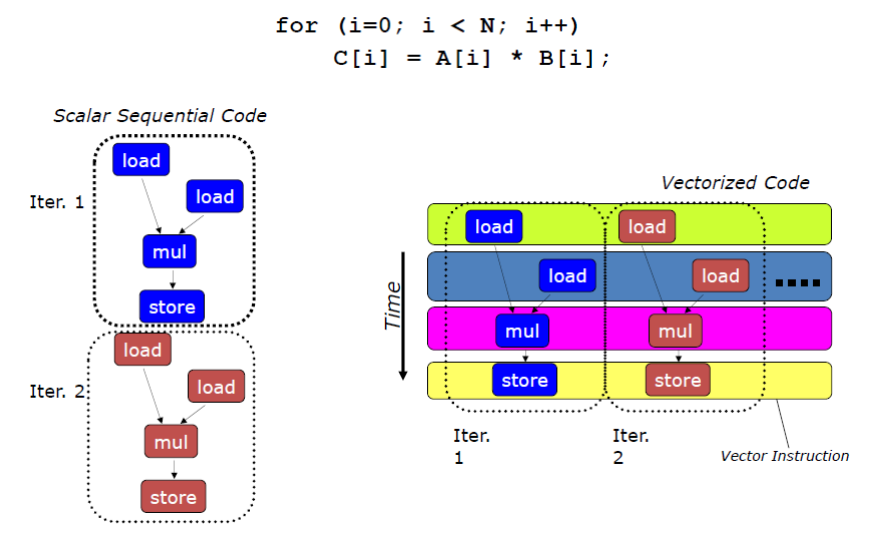 for (i=0; i < N; i++)
C[i] = A[i] * B[i];
Scalar Sequential Code
Iter. 1
load
load
mul
store
Iter. 2
load
load
mul
store
Vectorized Code
Time
load
load
load
load
....
mul
mul
store
store
Iter.
1
Iter.
2
Vector Instruction